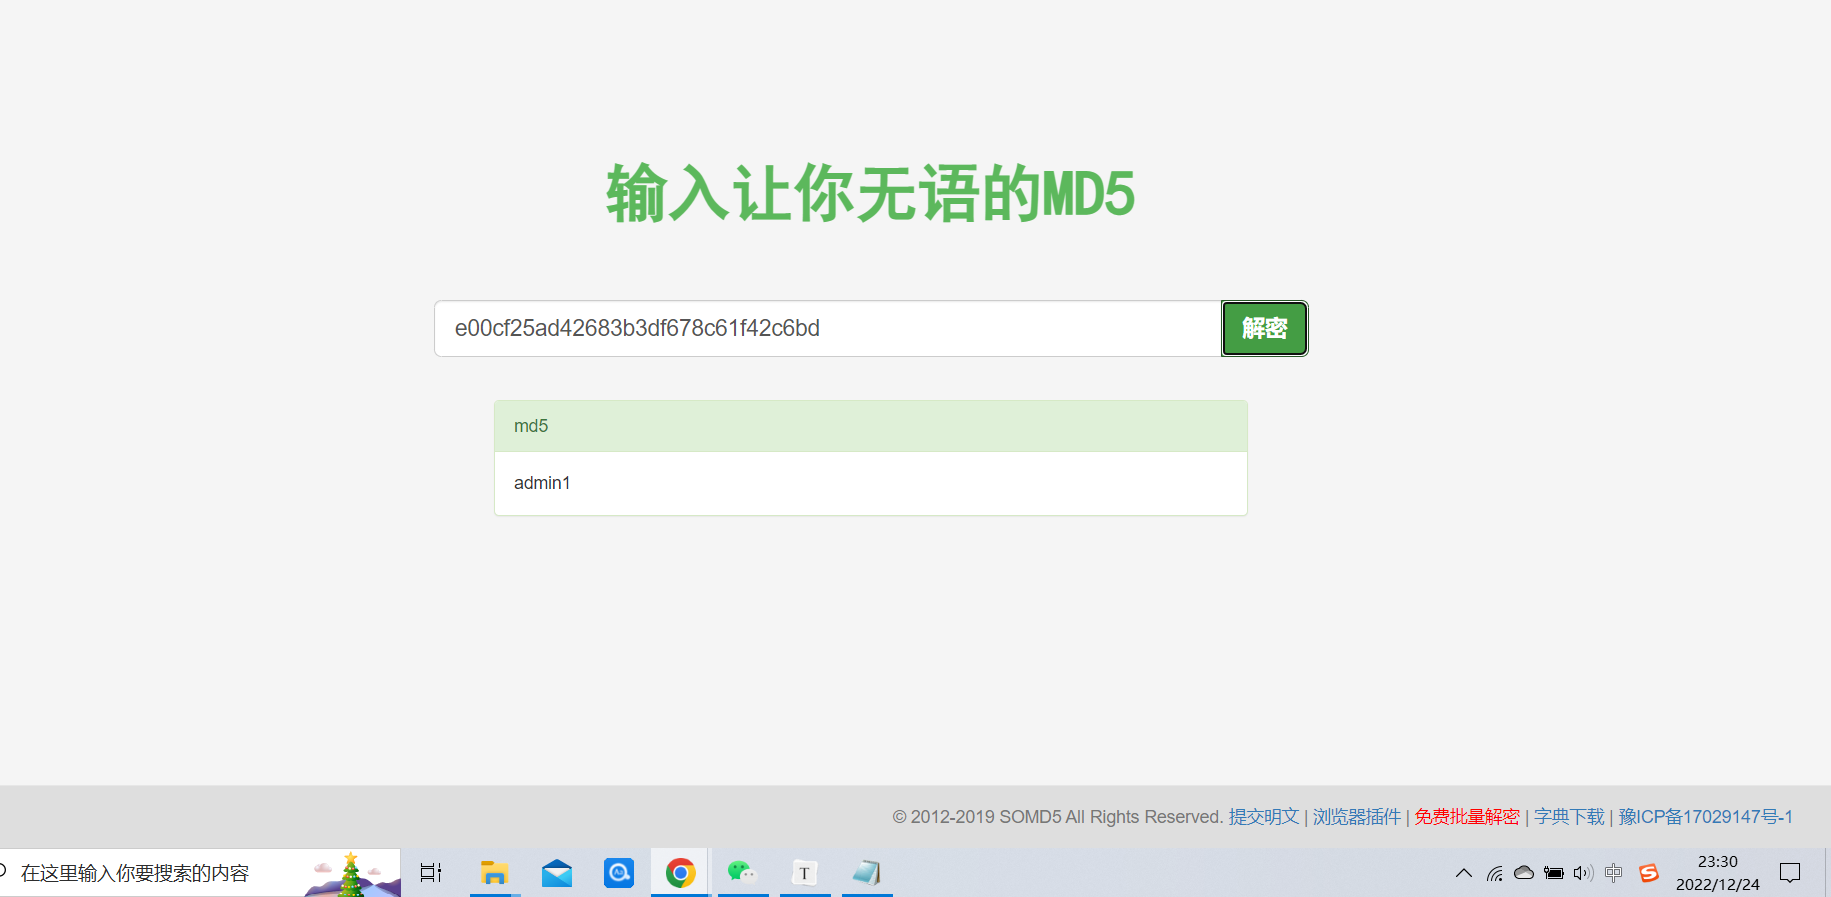 输入让你无语的MD5
e00cf25ad42683b3df678c61f42c6bd
解密
md5
admin1
© 2012-2019 SOMD5 All Rights Reserved. 提交明文 | 浏览器插件 | 免费批量解密 | 字典下载 | 豫ICP备17029147号-1
在这里输入你要搜索的内容
T
中
S
23:30
2022/12/24